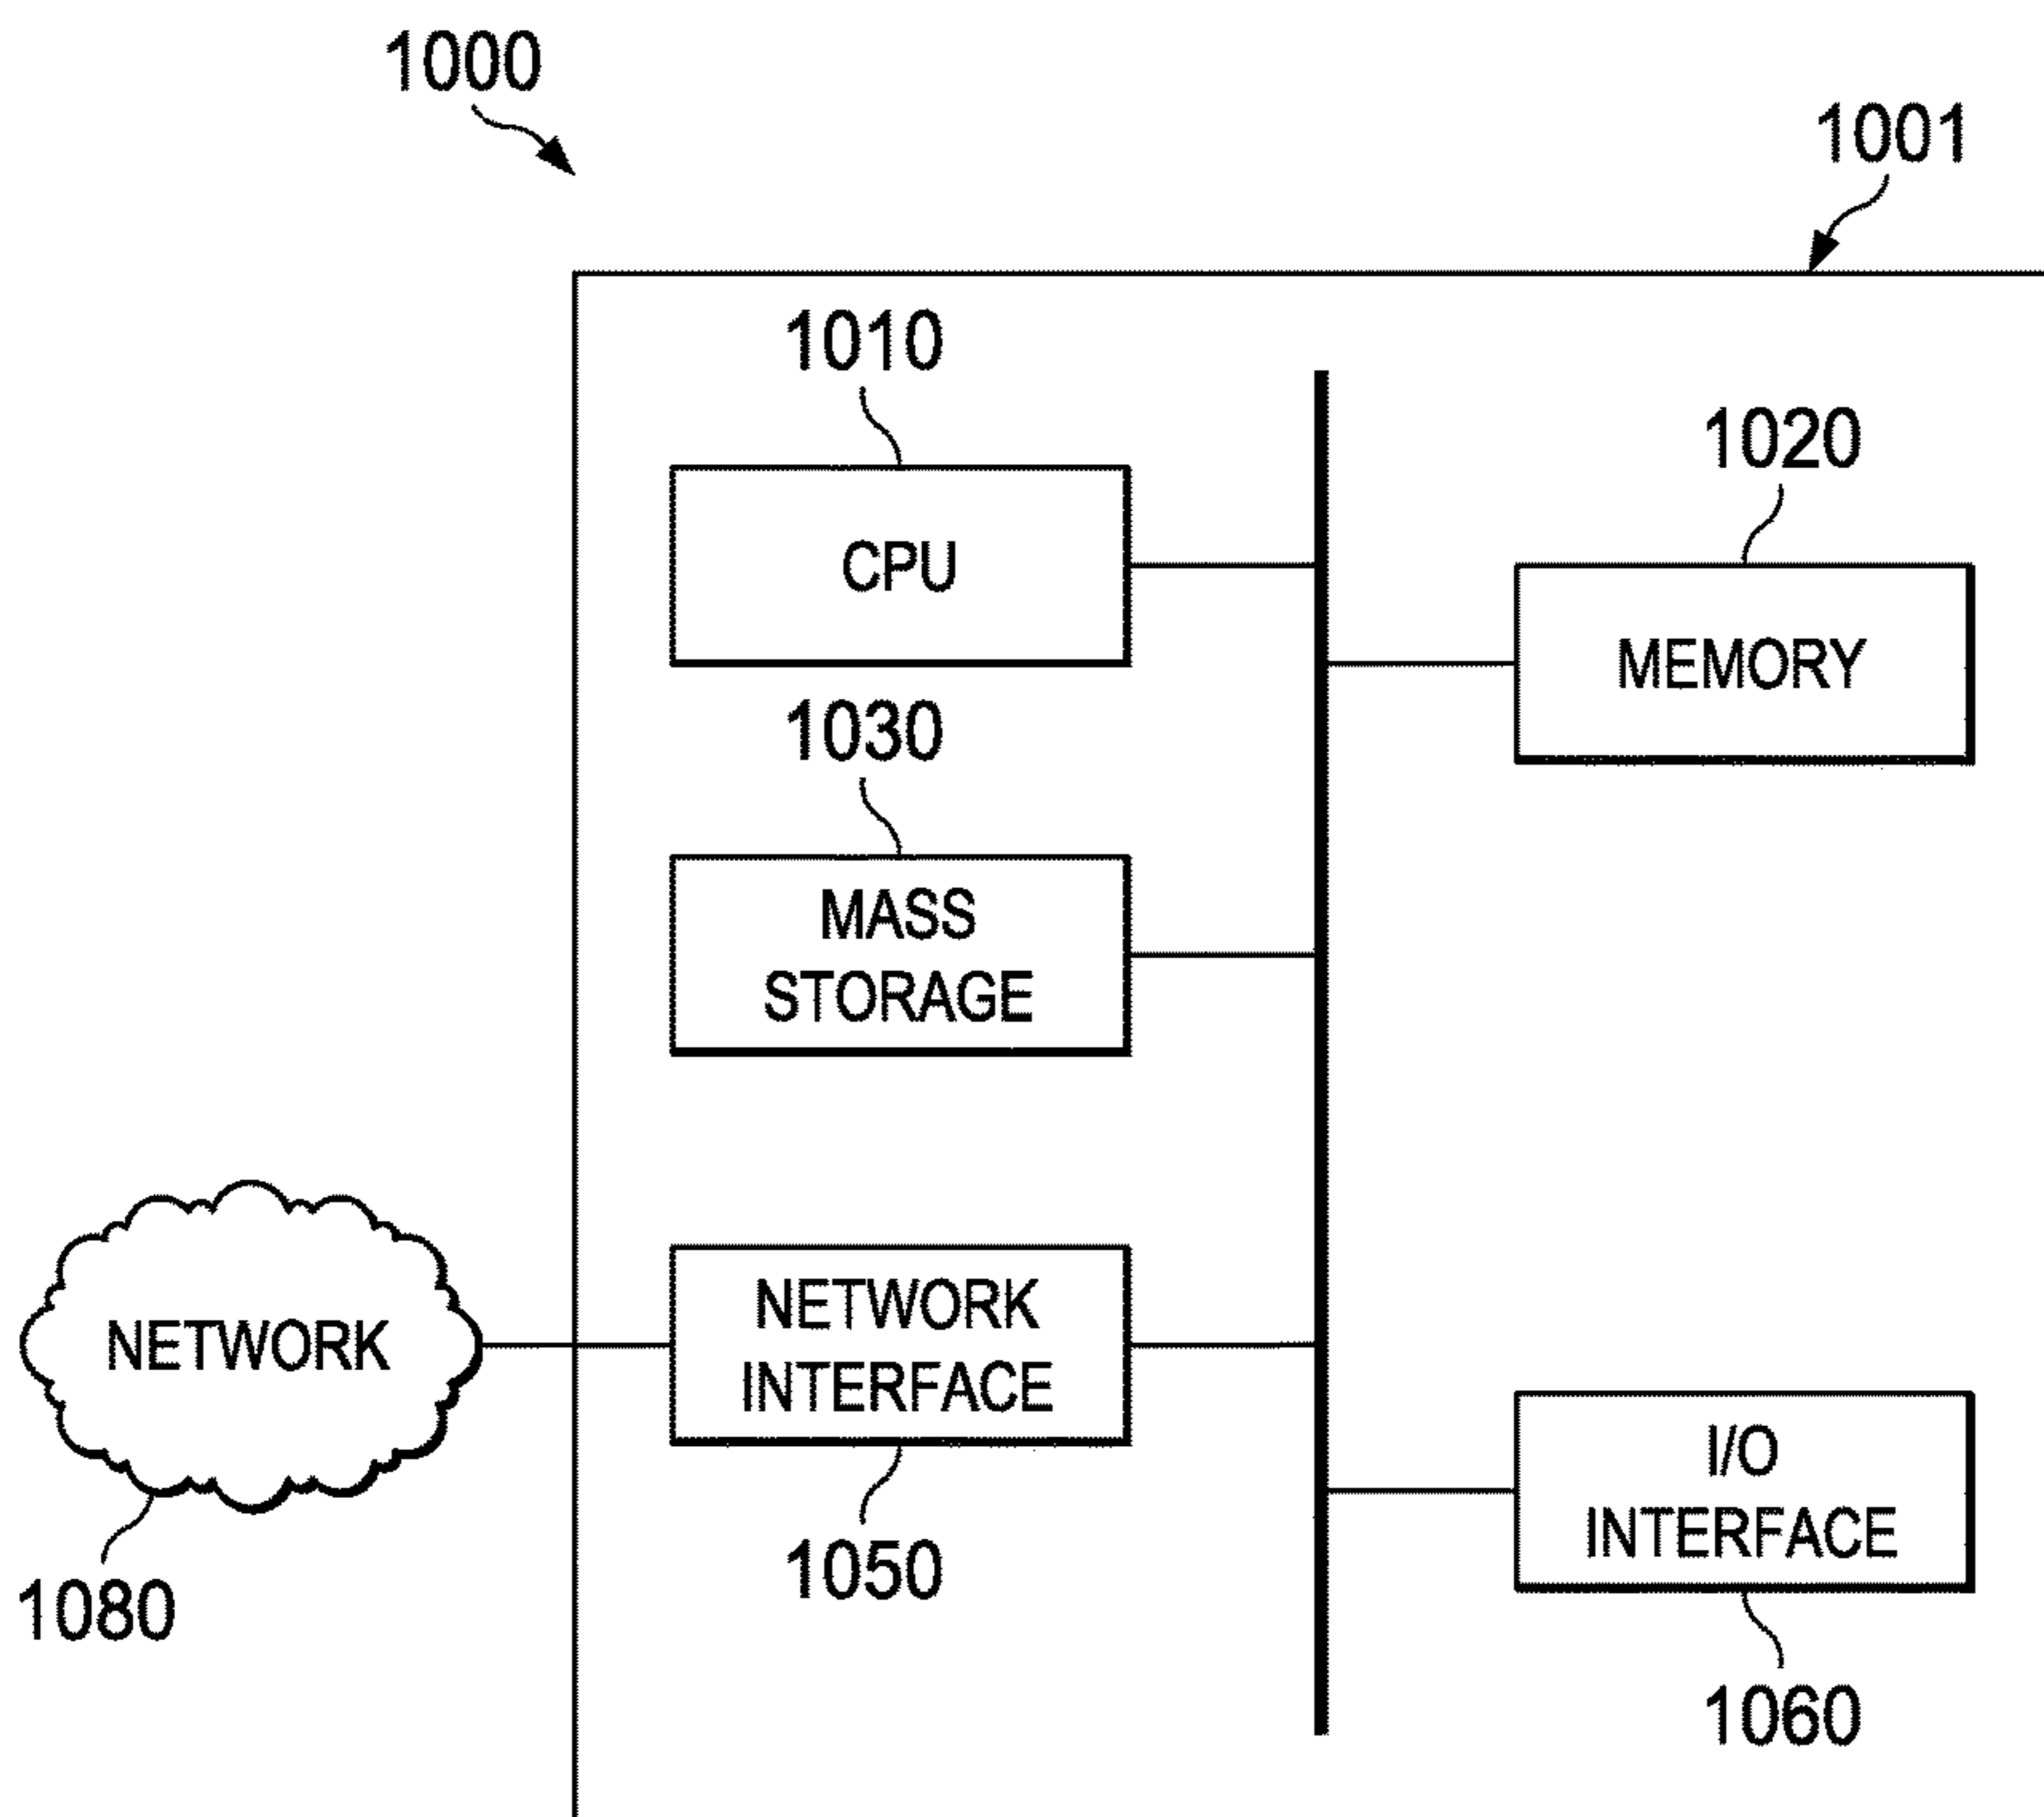 1000
1001
1010
CPU
1020
MEMORY
1030
MASS
STORAGE
NETWORK
1080
NETWORK
INTERFACE
1050
I/O
INTERFACE
1060